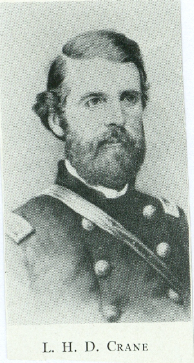 L. H. D. Crane